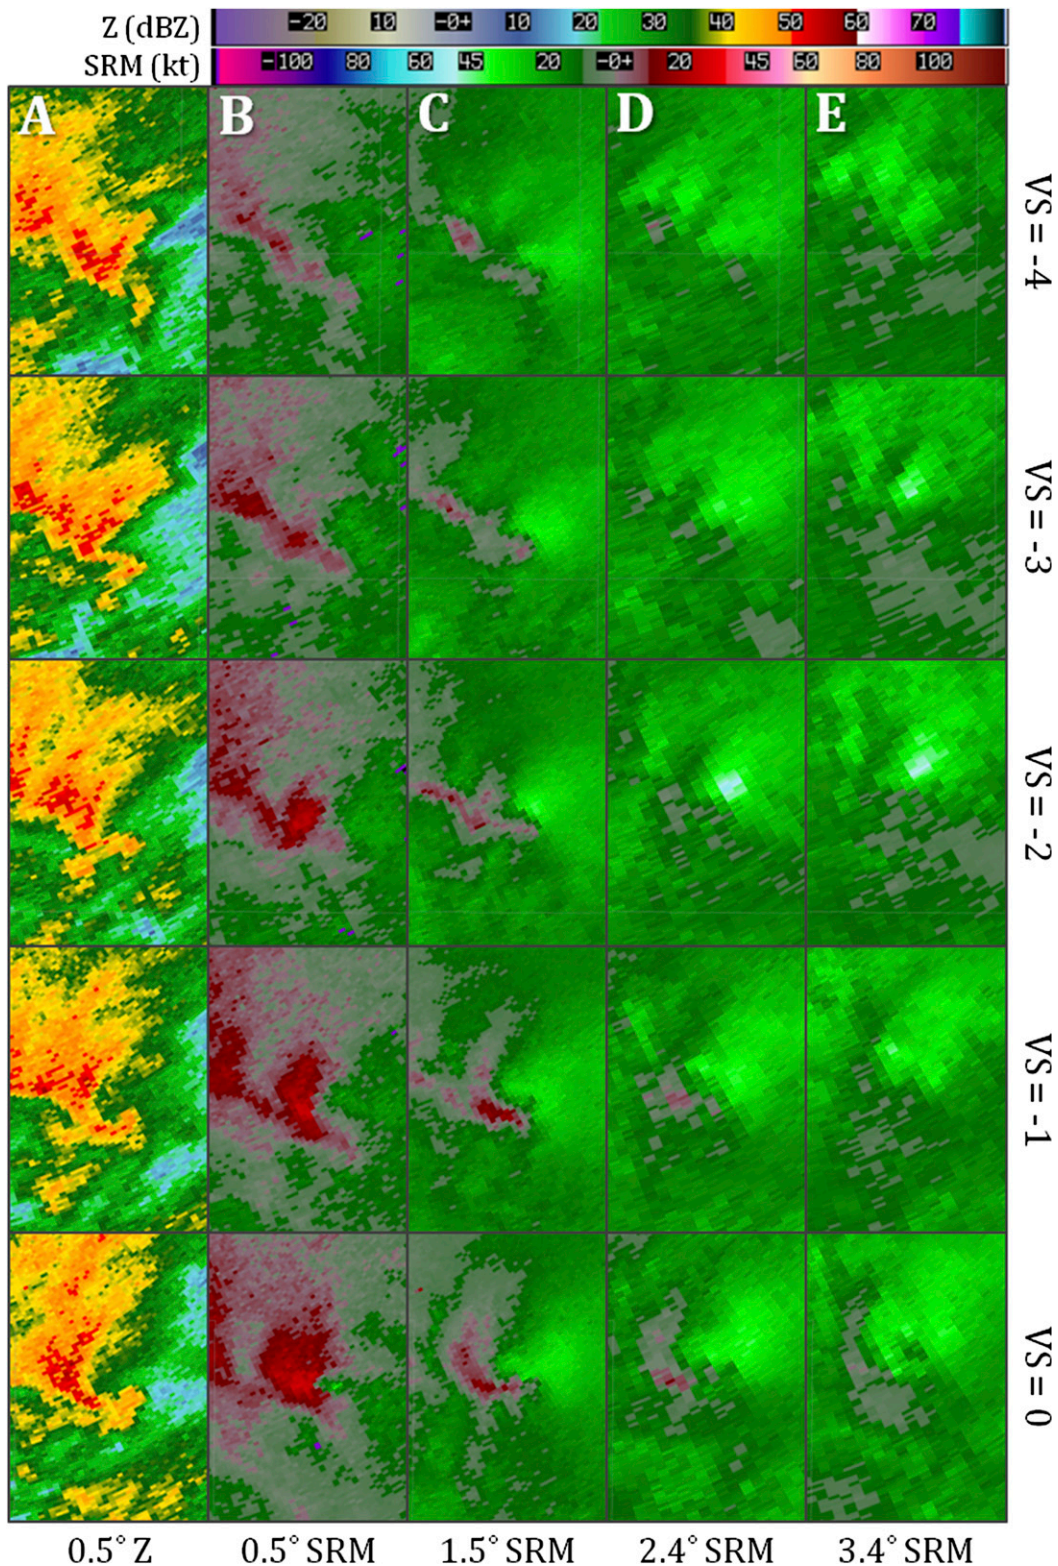 Z (dBZ) -20 10 -0+ 10 20 30 40 50 60 70
SRM (kt) -100 80 60 45 20 -0+ 20 45 60 80 100
A B C D E
VS = -4
VS = -3
VS = -2
VS = -1
VS = 0
0.5° Z 0.5° SRM 1.5° SRM 2.4° SRM 3.4° SRM